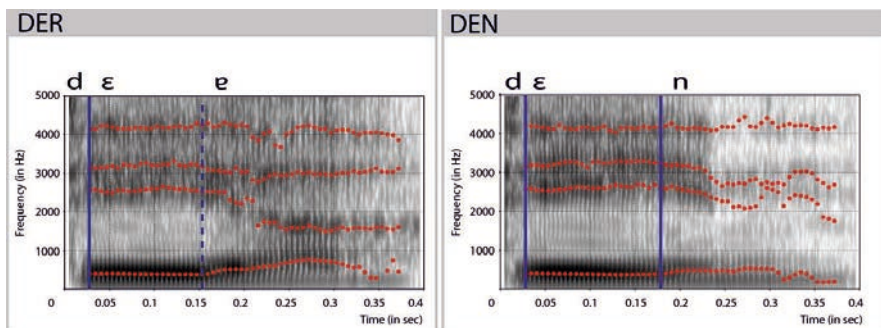 DER
d ɛ ɐ
5000
4000
3000
2000
1000
Frequency (in Hz)
0 0.05 0.1 0.15 0.2 0.25 0.3 0.35 0.4
Time (in sec)
DEN
d ɛ n
5000
4000
3000
2000
1000
Frequency (in Hz)
0 0.05 0.1 0.15 0.2 0.25 0.3 0.35 0.4
Time (in sec)